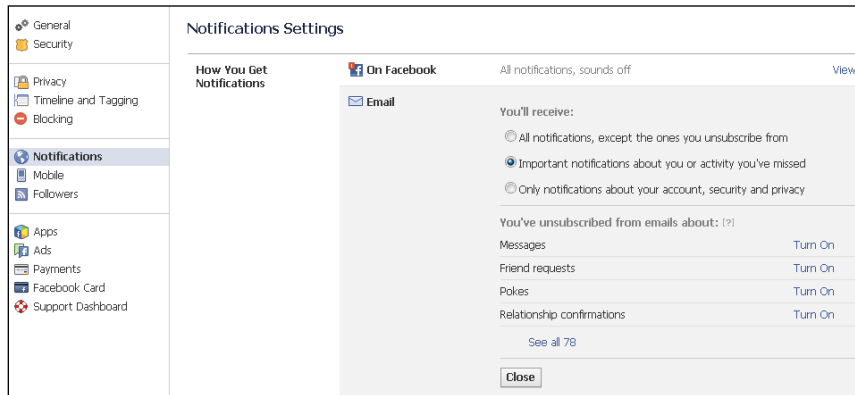 General
Security
Privacy
Timeline and Tagging
Blocking
Notifications
Mobile
Followers
Apps
Ads
Payments
Facebook Card
Support Dashboard
Notifications Settings
How You Get
Notifications
On Facebook
All notifications, sounds off
View
Email
You'll receive:
All notifications, except the ones you unsubscribe from
Important notifications about you or activity you've missed
Only notifications about your account, security and privacy
You've unsubscribed from emails about: [?]
Messages Turn On
Friend requests Turn On
Pokes Turn On
Relationship confirmations Turn On
See all 78
Close